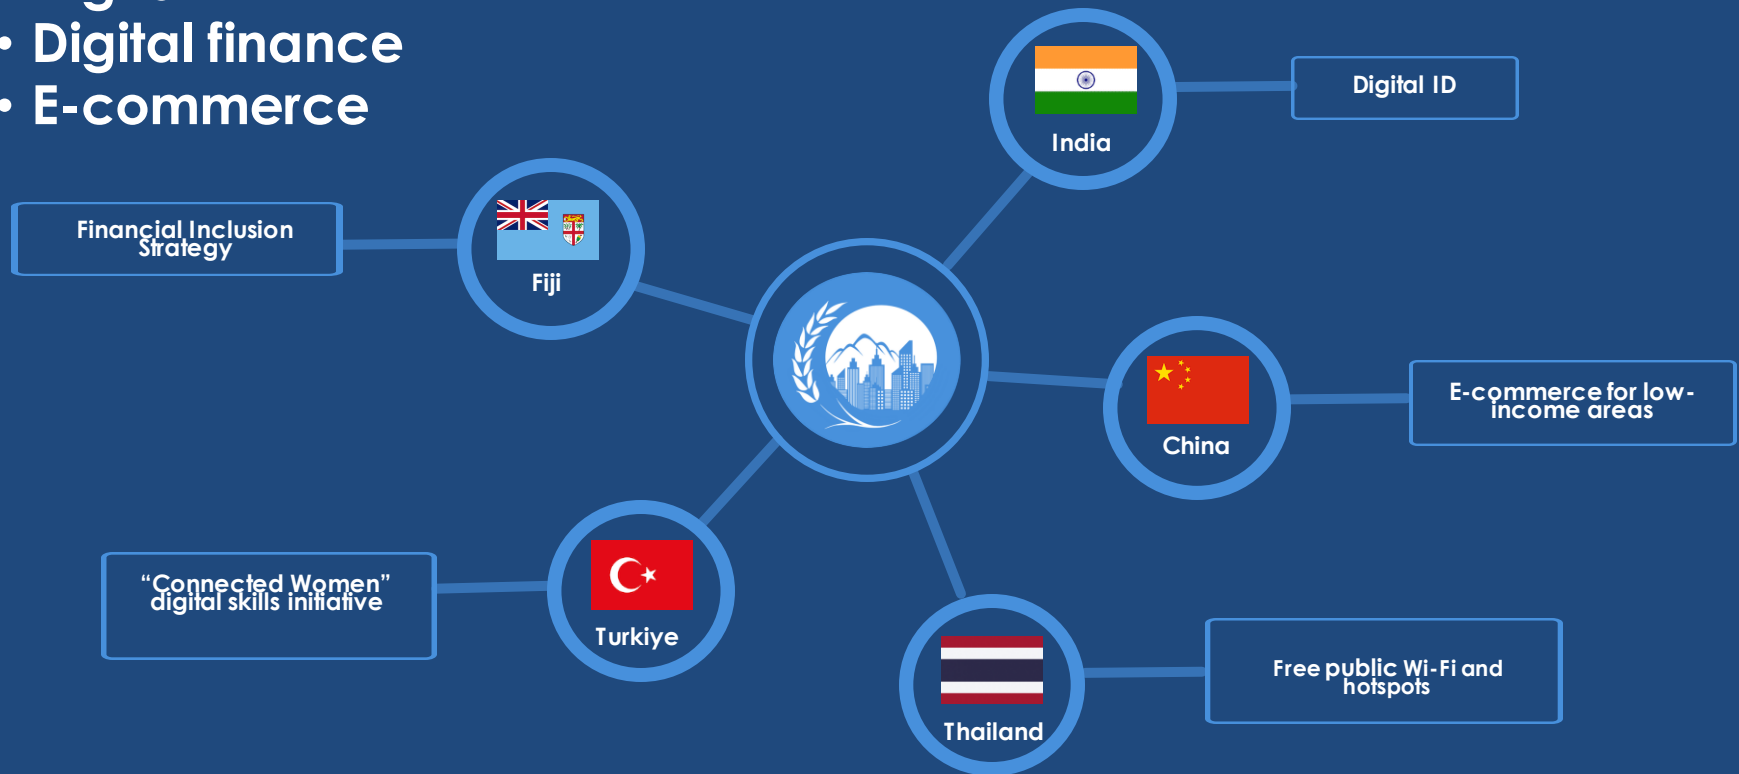 • Digital finance
• E-commerce
India
Digital ID
Financial Inclusion
Strategy
Fiji
China
E-commerce for low-
income areas
“Connected Women”
digital skills initiative
Turkiye
Thailand
Free public Wi-Fi and
hotspots